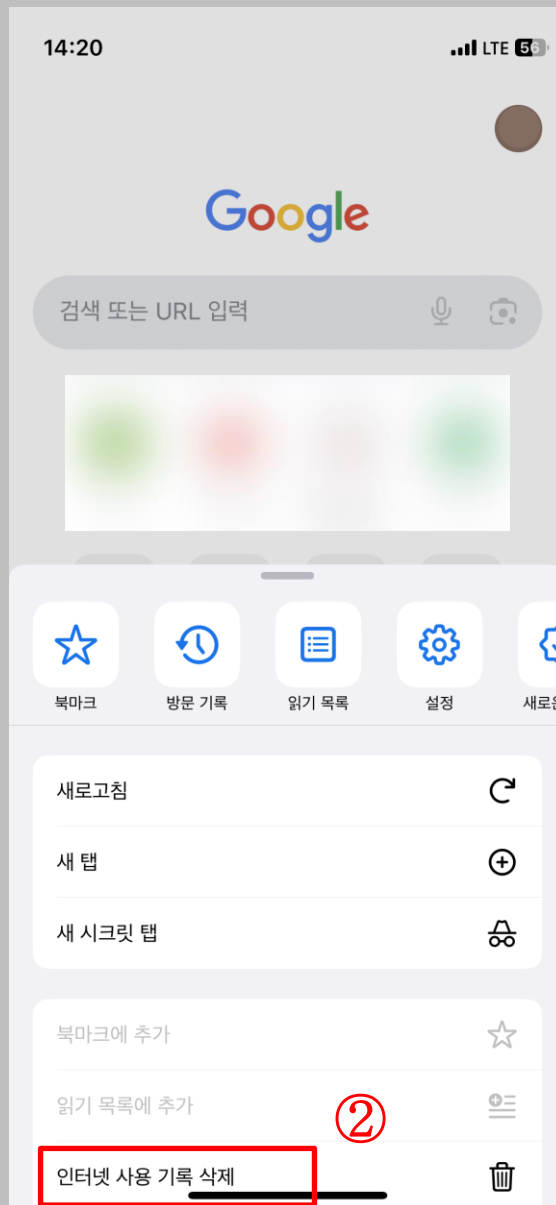 14:20
LTE 56
Google
검색 또는 URL 입력
북마크
방문 기록
읽기 목록
설정
새로고침
새 탭
새 시크릿 탭
북마크에 추가
읽기 목록에 추가
②
인터넷 사용 기록 삭제